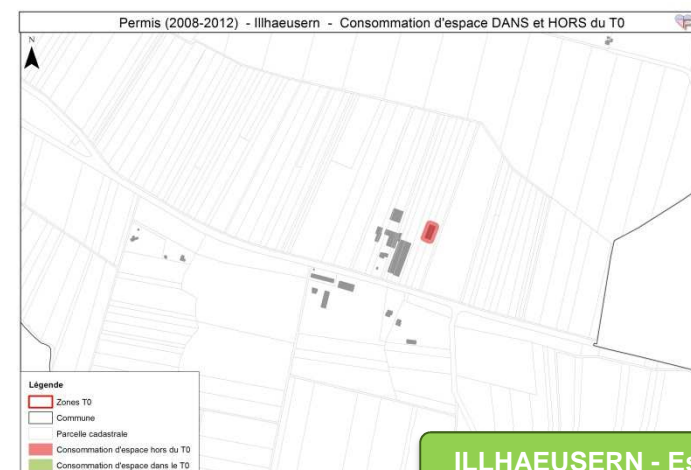 Permis (2008-2012) - Illhaeusern - Consommation d'espace DANS et HORS du T0
N
Légende
Zones T0
Commune
Parcelle cadastrale
Consommation d'espace hors du T0
Consommation d'espace dans le T0
ILLHAEUSERN - Es